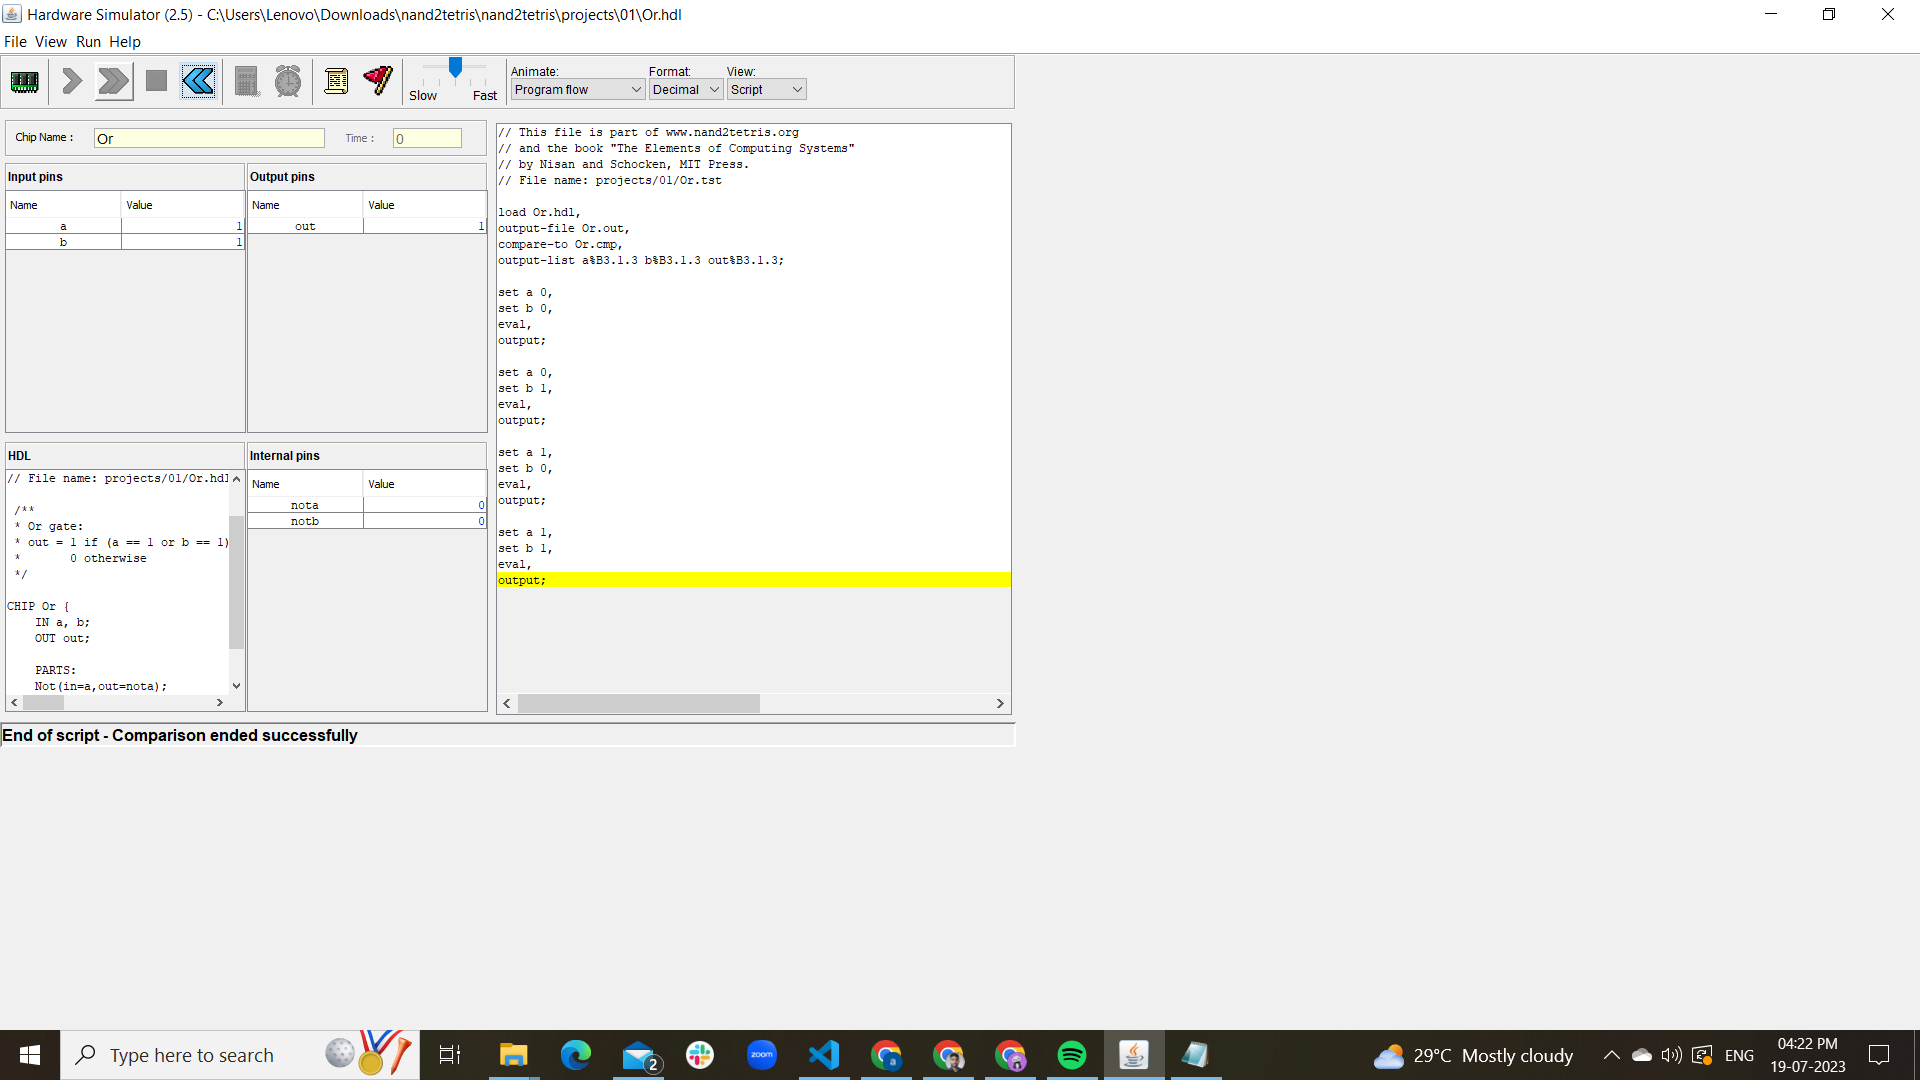 Hardware Simulator (2.5) - C:\Users\Lenovo\Downloads\nand2tetris\nand2tetris\projects\01\Or.hdl
File View Run Help
Slow Fast
Animate: Format: View:
Program flow Decimal Script
Chip Name : Or Time : 0
Input pins
Name Value
a 1
b 1
Output pins
Name Value
out 1
HDL
// File name: projects/01/Or.hdl
/**
* Or gate:
* out = 1 if (a == 1 or b == 1)
* 0 otherwise
*/
CHIP Or {
IN a, b;
OUT out;
PARTS:
Not(in=a,out=nota);
Internal pins
Name Value
nota 0
notb 0
// This file is part of www.nand2tetris.org
// and the book "The Elements of Computing Systems"
// by Nisan and Schocken, MIT Press.
// File name: projects/01/Or.tst
load Or.hdl,
output-file Or.out,
compare-to Or.cmp,
output-list a%B3.1.3 b%B3.1.3 out%B3.1.3;
set a 0,
set b 0,
eval,
output;
set a 0,
set b 1,
eval,
output;
set a 1,
set b 0,
eval,
output;
set a 1,
set b 1,
eval,
output;
End of script - Comparison ended successfully
Type here to search
2
zoom
a
29°C Mostly cloudy
ENG
04:22 PM
19-07-2023